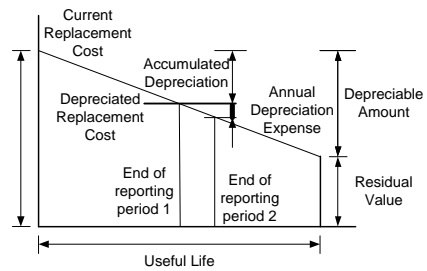 Current
Replacement
Cost
Accumulated
Depreciation
Depreciated
Replacement
Cost
Annual
Depreciation
Expense
Depreciable
Amount
End of
reporting
period 1
End of
reporting
period 2
Residual
Value
Useful Life